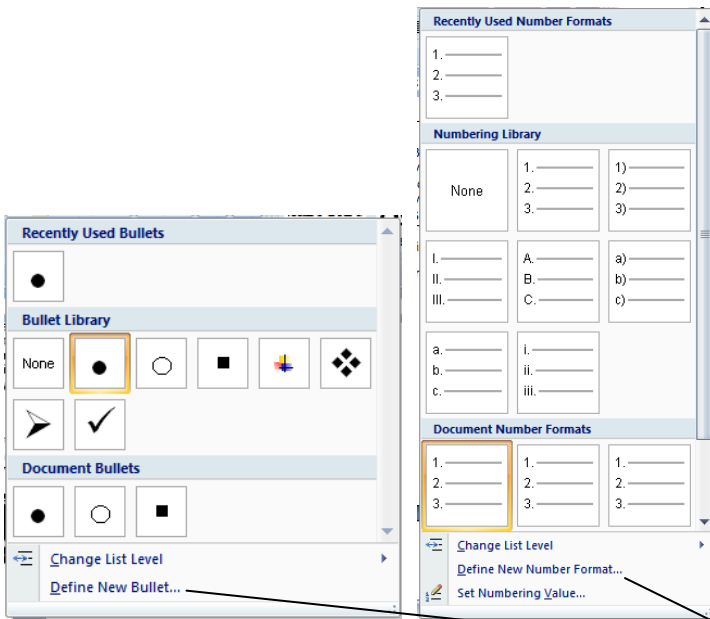 Recently Used Bullets
Bullet Library
None
Document Bullets
Change List Level
Define New Bullet...
Recently Used Number Formats
1.
2.
3.
Numbering Library
None
1.
2.
3.
1)
2)
3)
I.
II.
III.
A.
B.
C.
a)
b)
c)
a.
b.
c.
i.
ii.
iii.
Document Number Formats
1.
2.
3.
1.
2.
3.
1.
2.
3.
Change List Level
Define New Number Format...
Set Numbering Value...